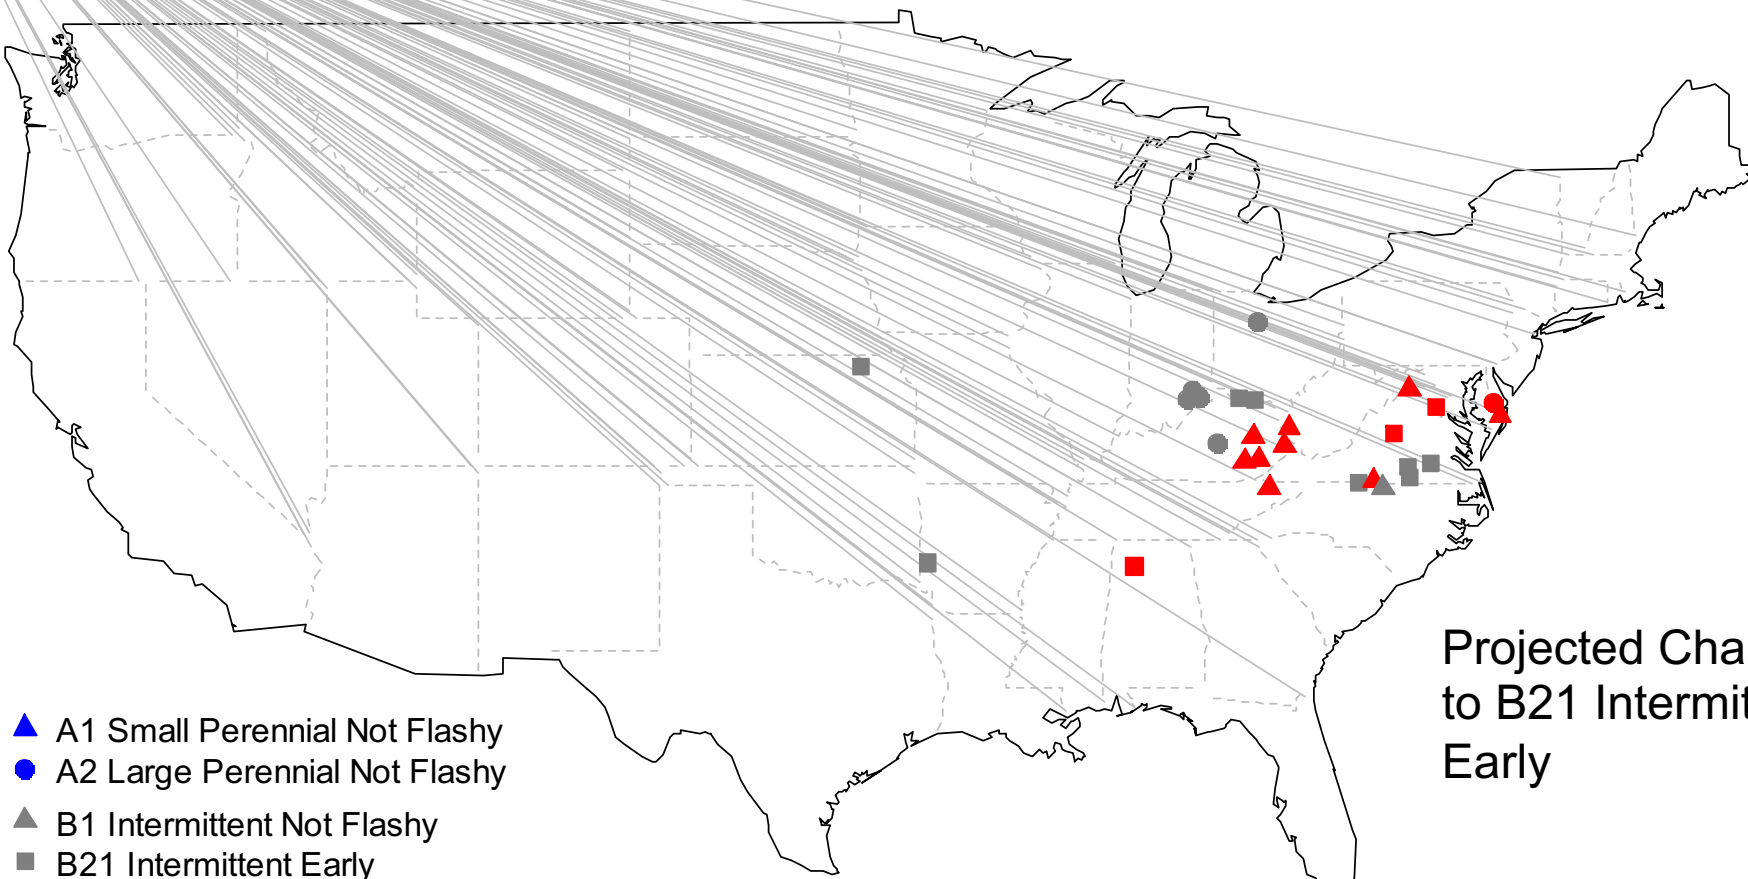 Projected Cha
to B21 Intermit
Early
A1 Small Perennial Not Flashy
A2 Large Perennial Not Flashy
B1 Intermittent Not Flashy
B21 Intermittent Early